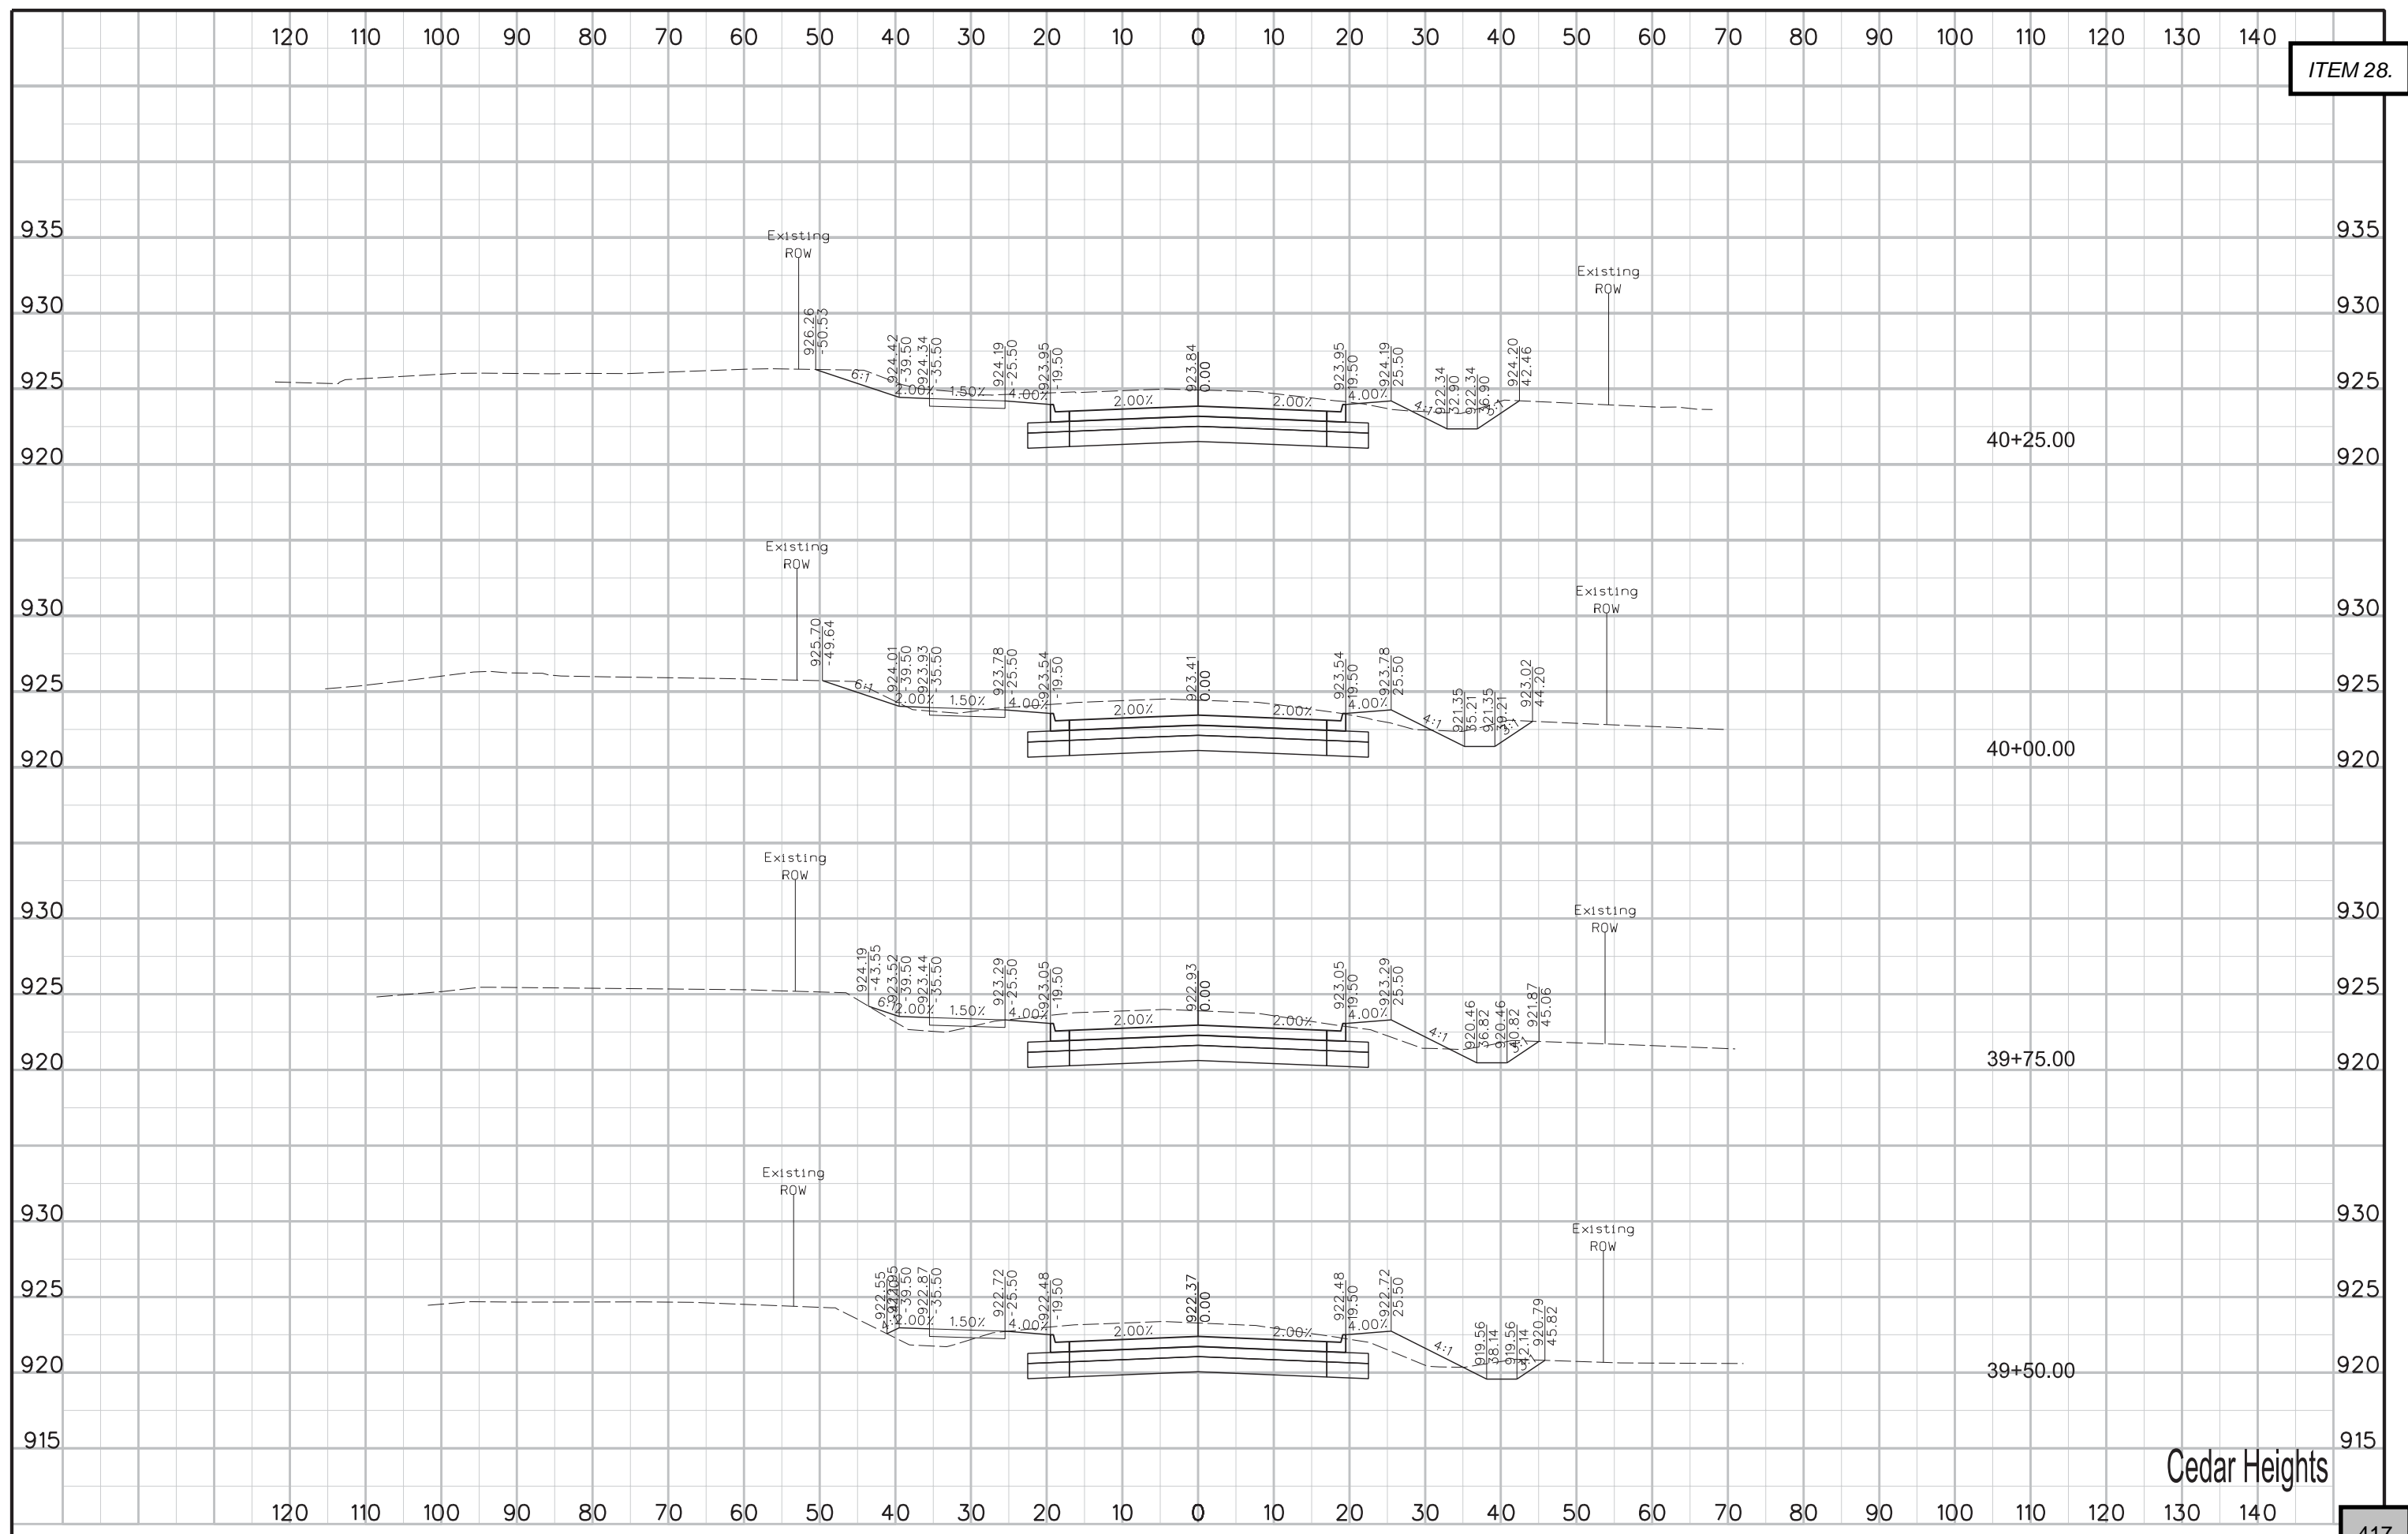 120 110 100 90 80 70 60 50 40 30 20 10 0 10 20 30 40 50 60 70 80 90 100 110 120 130 140
ITEM 28.
935 935
Existing
ROW
Existing
ROW
930 930
926.26 -50.53 924.42 -39.50 924.34 -35.50 924.19 -25.50 923.95 -19.50 923.84 0.00 923.95 19.50 924.19 25.50 922.34 32.90 922.34 36.90 924.20 42.46
925 925
6:1 2.00% 1.50% 4.00% 2.00% 2.00% 4.00% 4:1 3:1
40+25.00
920 920
Existing
ROW
Existing
ROW
930 930
925.70 -49.64 924.01 -39.50 923.93 -35.50 923.78 -25.50 923.54 -19.50 923.41 0.00 923.54 19.50 923.78 25.50 921.35 35.21 921.35 39.21 923.02 44.20
925 925
6:1 2.00% 1.50% 4.00% 2.00% 2.00% 4.00% 4:1 3:1
40+00.00
920 920
Existing
ROW
Existing
ROW
930 930
924.19 -43.55 923.52 -39.50 923.44 -35.50 923.29 -25.50 923.05 -19.50 922.93 0.00 923.05 19.50 923.29 25.50 920.46 36.82 920.46 40.82 921.87 45.06
925 925
6:1 2.00% 1.50% 4.00% 2.00% 2.00% 4.00% 4:1 3:1
39+75.00
920 920
Existing
ROW
Existing
ROW
930 930
922.55 -39.50 922.87 -35.50 922.72 -25.50 922.48 -19.50 922.37 0.00 922.48 19.50 922.72 25.50 919.56 38.14 919.56 42.14 920.79 45.82
925 925
4:1 2.00% 1.50% 4.00% 2.00% 2.00% 4.00% 4:1 3:1
39+50.00
920 920
915 915
Cedar Heights
120 110 100 90 80 70 60 50 40 30 20 10 0 10 20 30 40 50 60 70 80 90 100 110 120 130 140
417